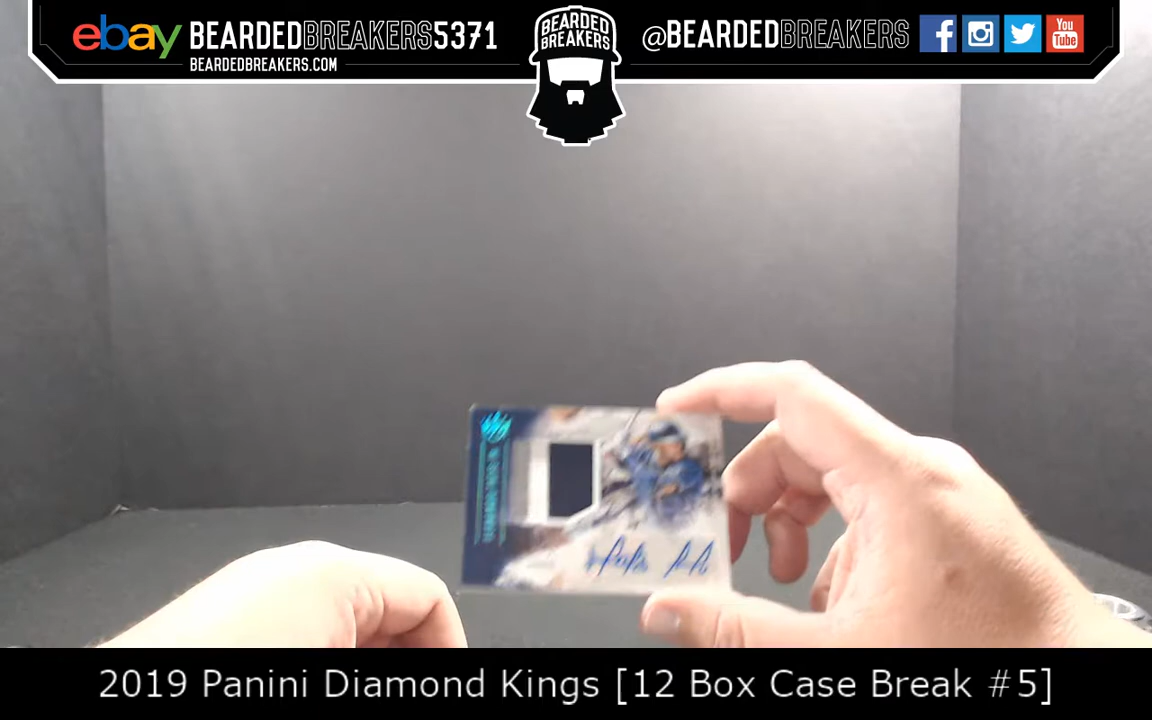 ebay BEARDEDBREAKERS5371
BEARDEDBREAKERS.COM
BEARDED
BREAKERS
@BEARDEDBREAKERS
You
Tube
2019 Panini Diamond Kings [12 Box Case Break #5]